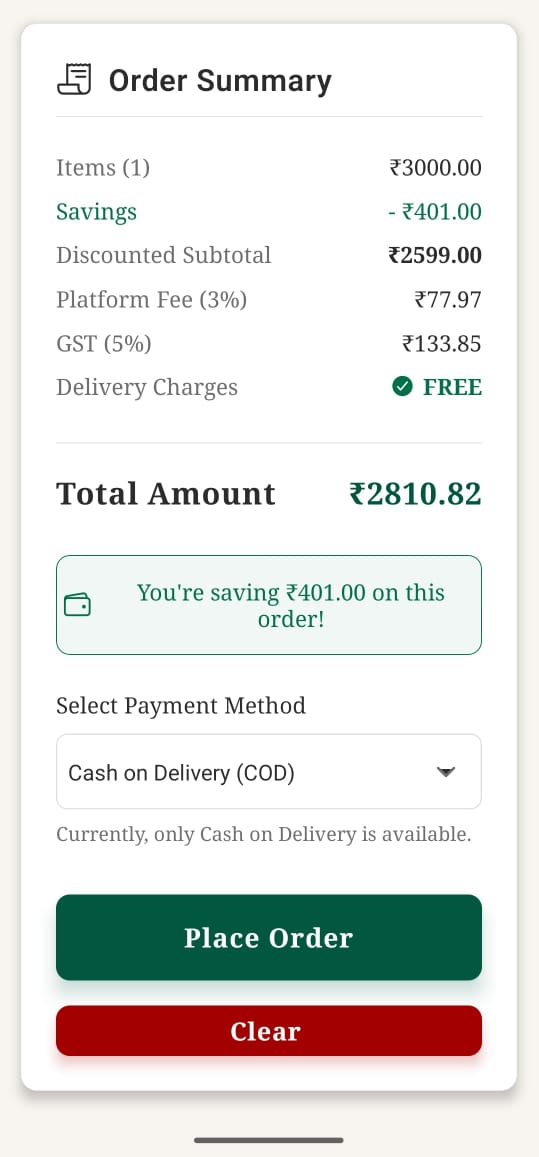 Order Summary
Items (1) ₹3000.00
Savings - ₹401.00
Discounted Subtotal ₹2599.00
Platform Fee (3%) ₹77.97
GST (5%) ₹133.85
Delivery Charges FREE
Total Amount ₹2810.82
You're saving ₹401.00 on this
order!
Select Payment Method
Cash on Delivery (COD)
Currently, only Cash on Delivery is available.
Place Order
Clear